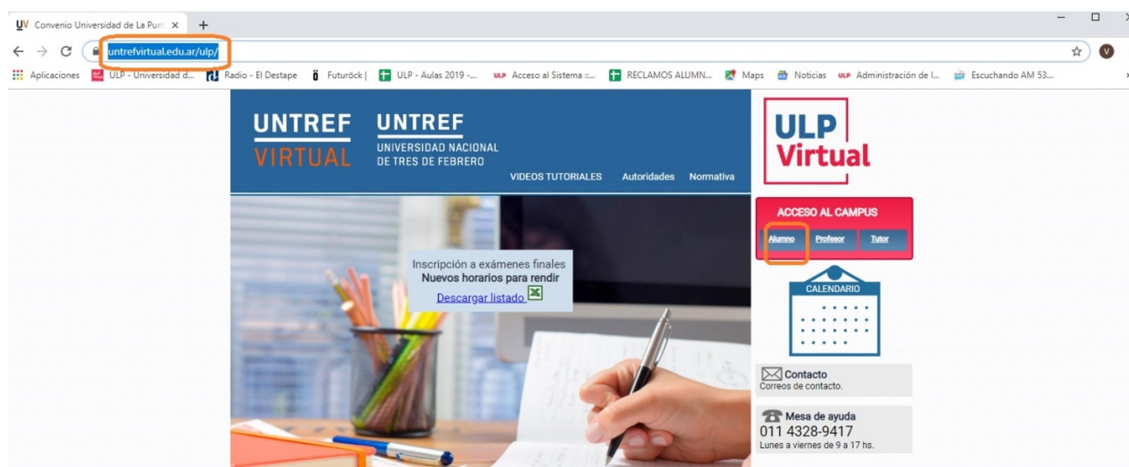 UV Convenio Universidad de La Pun
untrefvirtual.edu.ar/ulp/
V
Aplicaciones ULP - Universidad d... Radio - El Destape Futuröck | ULP - Aulas 2019 -... ULP Acceso al Sistema ::... RECLAMOS ALUMN... Maps Noticias ULP Administración de l... Escuchando AM 53...
UNTREF
VIRTUAL
UNTREF
UNIVERSIDAD NACIONAL
DE TRES DE FEBRERO
VIDEOS TUTORIALES Autoridades Normativa
ULP
Virtual
ACCESO AL CAMPUS
Alumno Profesor Tutor
Inscripción a exámenes finales
Nuevos horarios para rendir
Descargar listado
CALENDARIO
Contacto
Correos de contacto.
Mesa de ayuda
011 4328-9417
Lunes a viernes de 9 a 17 hs.